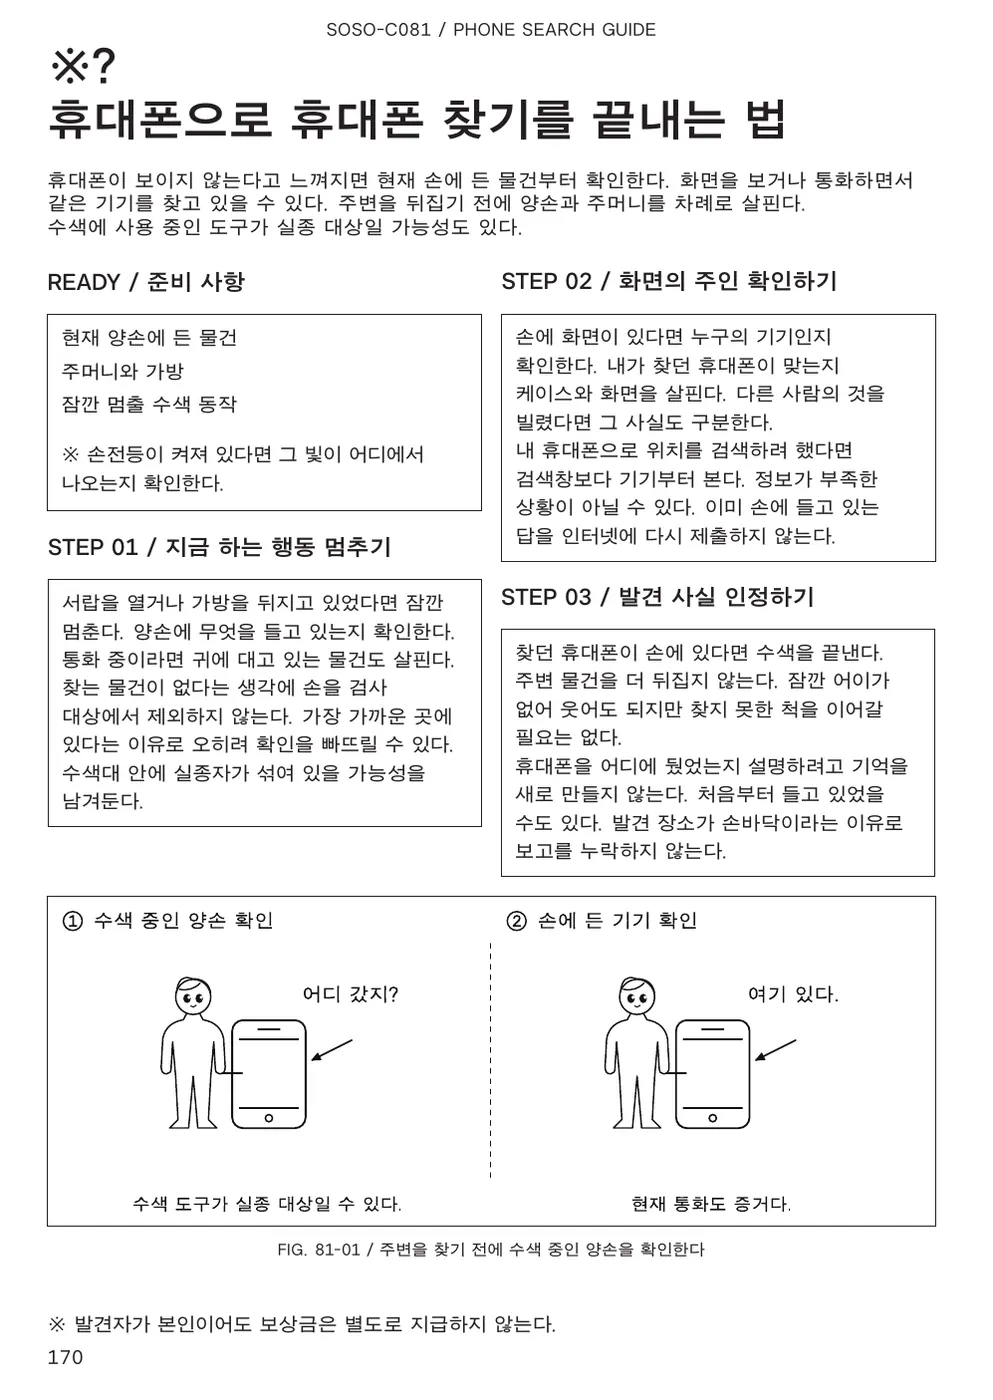 SOSO-C081 / PHONE SEARCH GUIDE
※?
휴대폰으로 휴대폰 찾기를 끝내는 법
휴대폰이 보이지 않는다고 느껴지면 현재 손에 든 물건부터 확인한다. 화면을 보거나 통화하면서
같은 기기를 찾고 있을 수 있다. 주변을 뒤집기 전에 양손과 주머니를 차례로 살핀다.
수색에 사용 중인 도구가 실종 대상일 가능성도 있다.
READY / 준비 사항
현재 양손에 든 물건
주머니와 가방
잠깐 멈출 수색 동작
※ 손전등이 켜져 있다면 그 빛이 어디에서
나오는지 확인한다.
STEP 01 / 지금 하는 행동 멈추기
서랍을 열거나 가방을 뒤지고 있었다면 잠깐
멈춘다. 양손에 무엇을 들고 있는지 확인한다.
통화 중이라면 귀에 대고 있는 물건도 살핀다.
찾는 물건이 없다는 생각에 손을 검사
대상에서 제외하지 않는다. 가장 가까운 곳에
있다는 이유로 오히려 확인을 빠뜨릴 수 있다.
수색대 안에 실종자가 섞여 있을 가능성을
남겨둔다.
STEP 02 / 화면의 주인 확인하기
손에 화면이 있다면 누구의 기기인지
확인한다. 내가 찾던 휴대폰이 맞는지
케이스와 화면을 살핀다. 다른 사람의 것을
빌렸다면 그 사실도 구분한다.
내 휴대폰으로 위치를 검색하려 했다면
검색창보다 기기부터 본다. 정보가 부족한
상황이 아닐 수 있다. 이미 손에 들고 있는
답을 인터넷에 다시 제출하지 않는다.
STEP 03 / 발견 사실 인정하기
찾던 휴대폰이 손에 있다면 수색을 끝낸다.
주변 물건을 더 뒤집지 않는다. 잠깐 어이가
없어 웃어도 되지만 찾지 못한 척을 이어갈
필요는 없다.
휴대폰을 어디에 뒀었는지 설명하려고 기억을
새로 만들지 않는다. 처음부터 들고 있었을
수도 있다. 발견 장소가 손바닥이라는 이유로
보고를 누락하지 않는다.
① 수색 중인 양손 확인
어디 갔지?
수색 도구가 실종 대상일 수 있다.
② 손에 든 기기 확인
여기 있다.
현재 통화도 증거다.
FIG. 81-01 / 주변을 찾기 전에 수색 중인 양손을 확인한다
※ 발견자가 본인이어도 보상금은 별도로 지급하지 않는다.
170